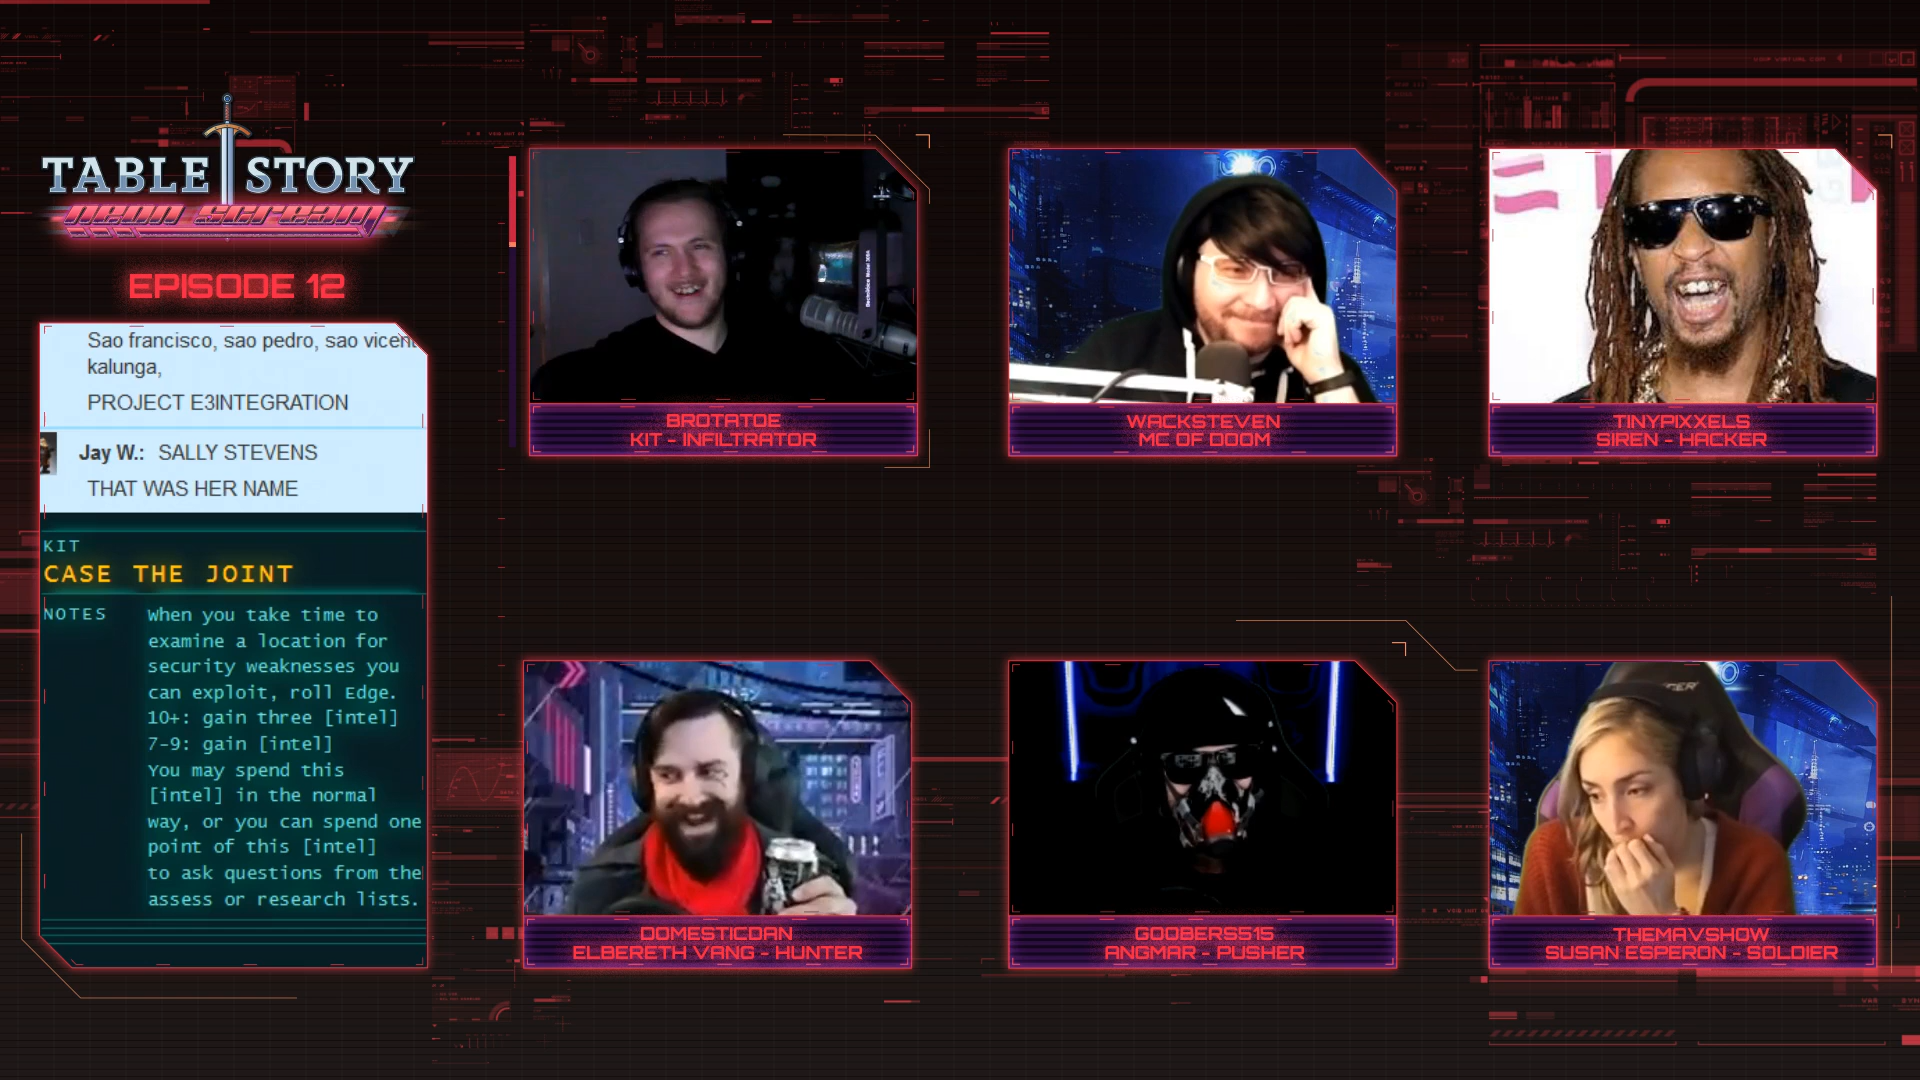 TABLE STORY
neon scream
EPISODE 12
Sao francisco, sao pedro, sao vicent
kalunga,
PROJECT E3INTEGRATION
Jay W.: SALLY STEVENS
THAT WAS HER NAME
KIT
CASE THE JOINT
NOTES
When you take time to
examine a location for
security weaknesses you
can exploit, roll Edge.
10+: gain three [intel]
7-9: gain [intel]
You may spend this
[intel] in the normal
way, or you can spend one
point of this [intel]
to ask questions from the
assess or research lists.
BROTATOE
KIT - INFILTRATOR
WACKSTEVEN
MC OF DOOM
TINYPIXXELS
SIREN - HACKER
DOMESTICDAN
ELBERETH VANG - HUNTER
GOOBERS515
ANGMAR - PUSHER
THEMAVSHOW
SUSAN ESPERON - SOLDIER